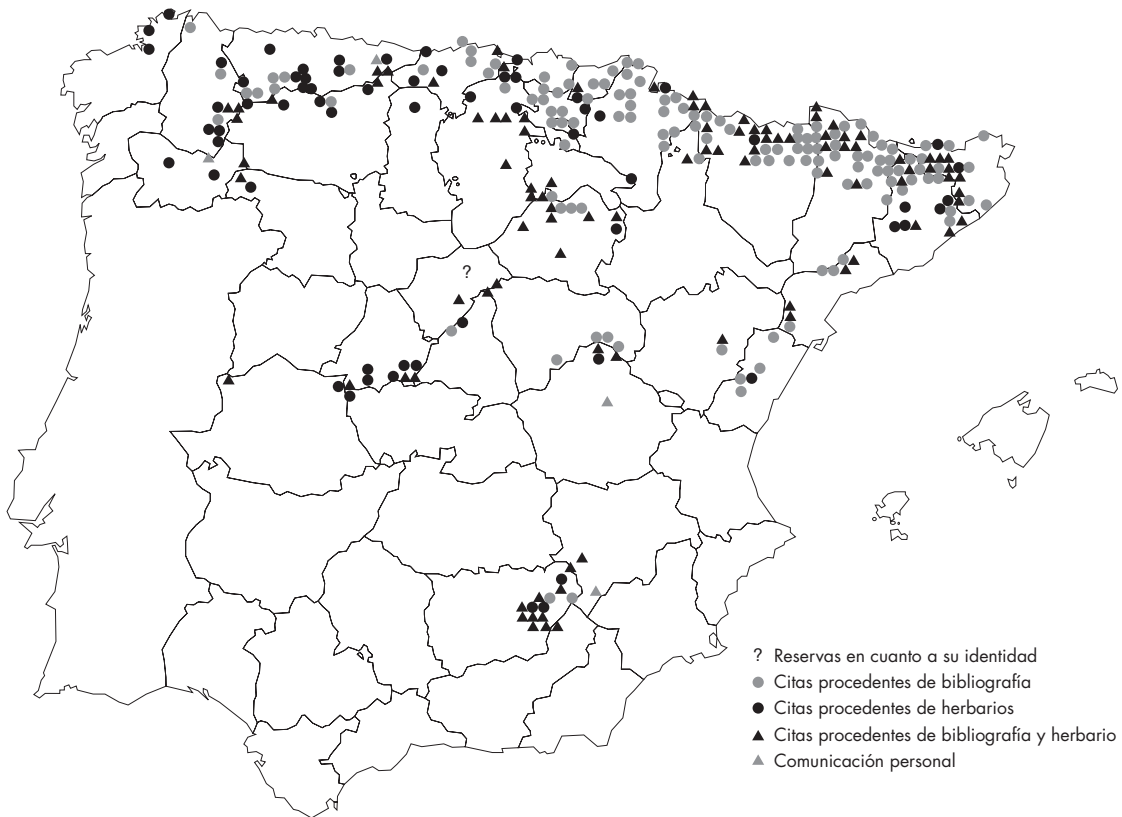 ?
? Reservas en cuanto a su identidad
Citas procedentes de bibliografía
Citas procedentes de herbarios
Citas procedentes de bibliografía y herbario
Comunicación personal